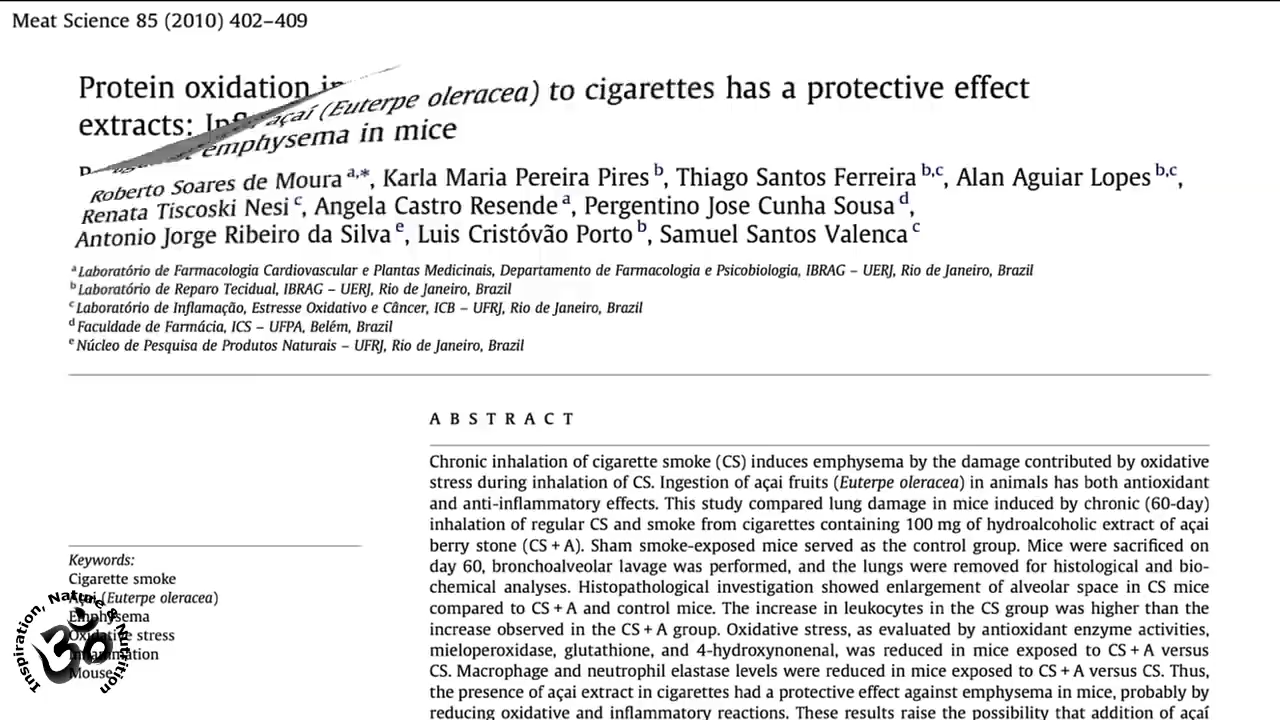 Meat Science 85 (2010) 402–409
Protein oxidation
açaí (Euterpe oleracea) to cigarettes has a protective effect
extracts:
emphysema in mice
Roberto Soares de Moura a,*, Karla Maria Pereira Pires b, Thiago Santos Ferreira b,c, Alan Aguiar Lopes b,c,
Renata Tiscoski Nesi c, Angela Castro Resende a, Pergentino Jose Cunha Sousa d,
Antonio Jorge Ribeiro da Silva e, Luis Cristóvão Porto b, Samuel Santos Valenca c
a Laboratório de Farmacologia Cardiovascular e Plantas Medicinais, Departamento de Farmacologia e Psicobiologia, IBRAG – UERJ, Rio de Janeiro, Brazil
b Laboratório de Reparo Tecidual, IBRAG – UERJ, Rio de Janeiro, Brazil
c Laboratório de Inflamação, Estresse Oxidativo e Câncer, ICB – UFRJ, Rio de Janeiro, Brazil
d Faculdade de Farmácia, ICS – UFPA, Belém, Brazil
e Núcleo de Pesquisa de Produtos Naturais – UFRJ, Rio de Janeiro, Brazil
ABSTRACT
Chronic inhalation of cigarette smoke (CS) induces emphysema by the damage contributed by oxidative
stress during inhalation of CS. Ingestion of açai fruits (Euterpe oleracea) in animals has both antioxidant
and anti-inflammatory effects. This study compared lung damage in mice induced by chronic (60-day)
inhalation of regular CS and smoke from cigarettes containing 100 mg of hydroalcoholic extract of açai
berry stone (CS + A). Sham smoke-exposed mice served as the control group. Mice were sacrificed on
day 60, bronchoalveolar lavage was performed, and the lungs were removed for histological and bio-
chemical analyses. Histopathological investigation showed enlargement of alveolar space in CS mice
compared to CS + A and control mice. The increase in leukocytes in the CS group was higher than the
increase observed in the CS + A group. Oxidative stress, as evaluated by antioxidant enzyme activities,
mieloperoxidase, glutathione, and 4-hydroxynonenal, was reduced in mice exposed to CS + A versus
CS. Macrophage and neutrophil elastase levels were reduced in mice exposed to CS + A versus CS. Thus,
the presence of açai extract in cigarettes had a protective effect against emphysema in mice, probably by
reducing oxidative and inflammatory reactions. These results raise the possibility that addition of açaí
Keywords:
Cigarette smoke
Açai (Euterpe oleracea)
Emphysema
Oxidative stress
Inflammation
Mouse
Inspiration, Nature & Nutrition